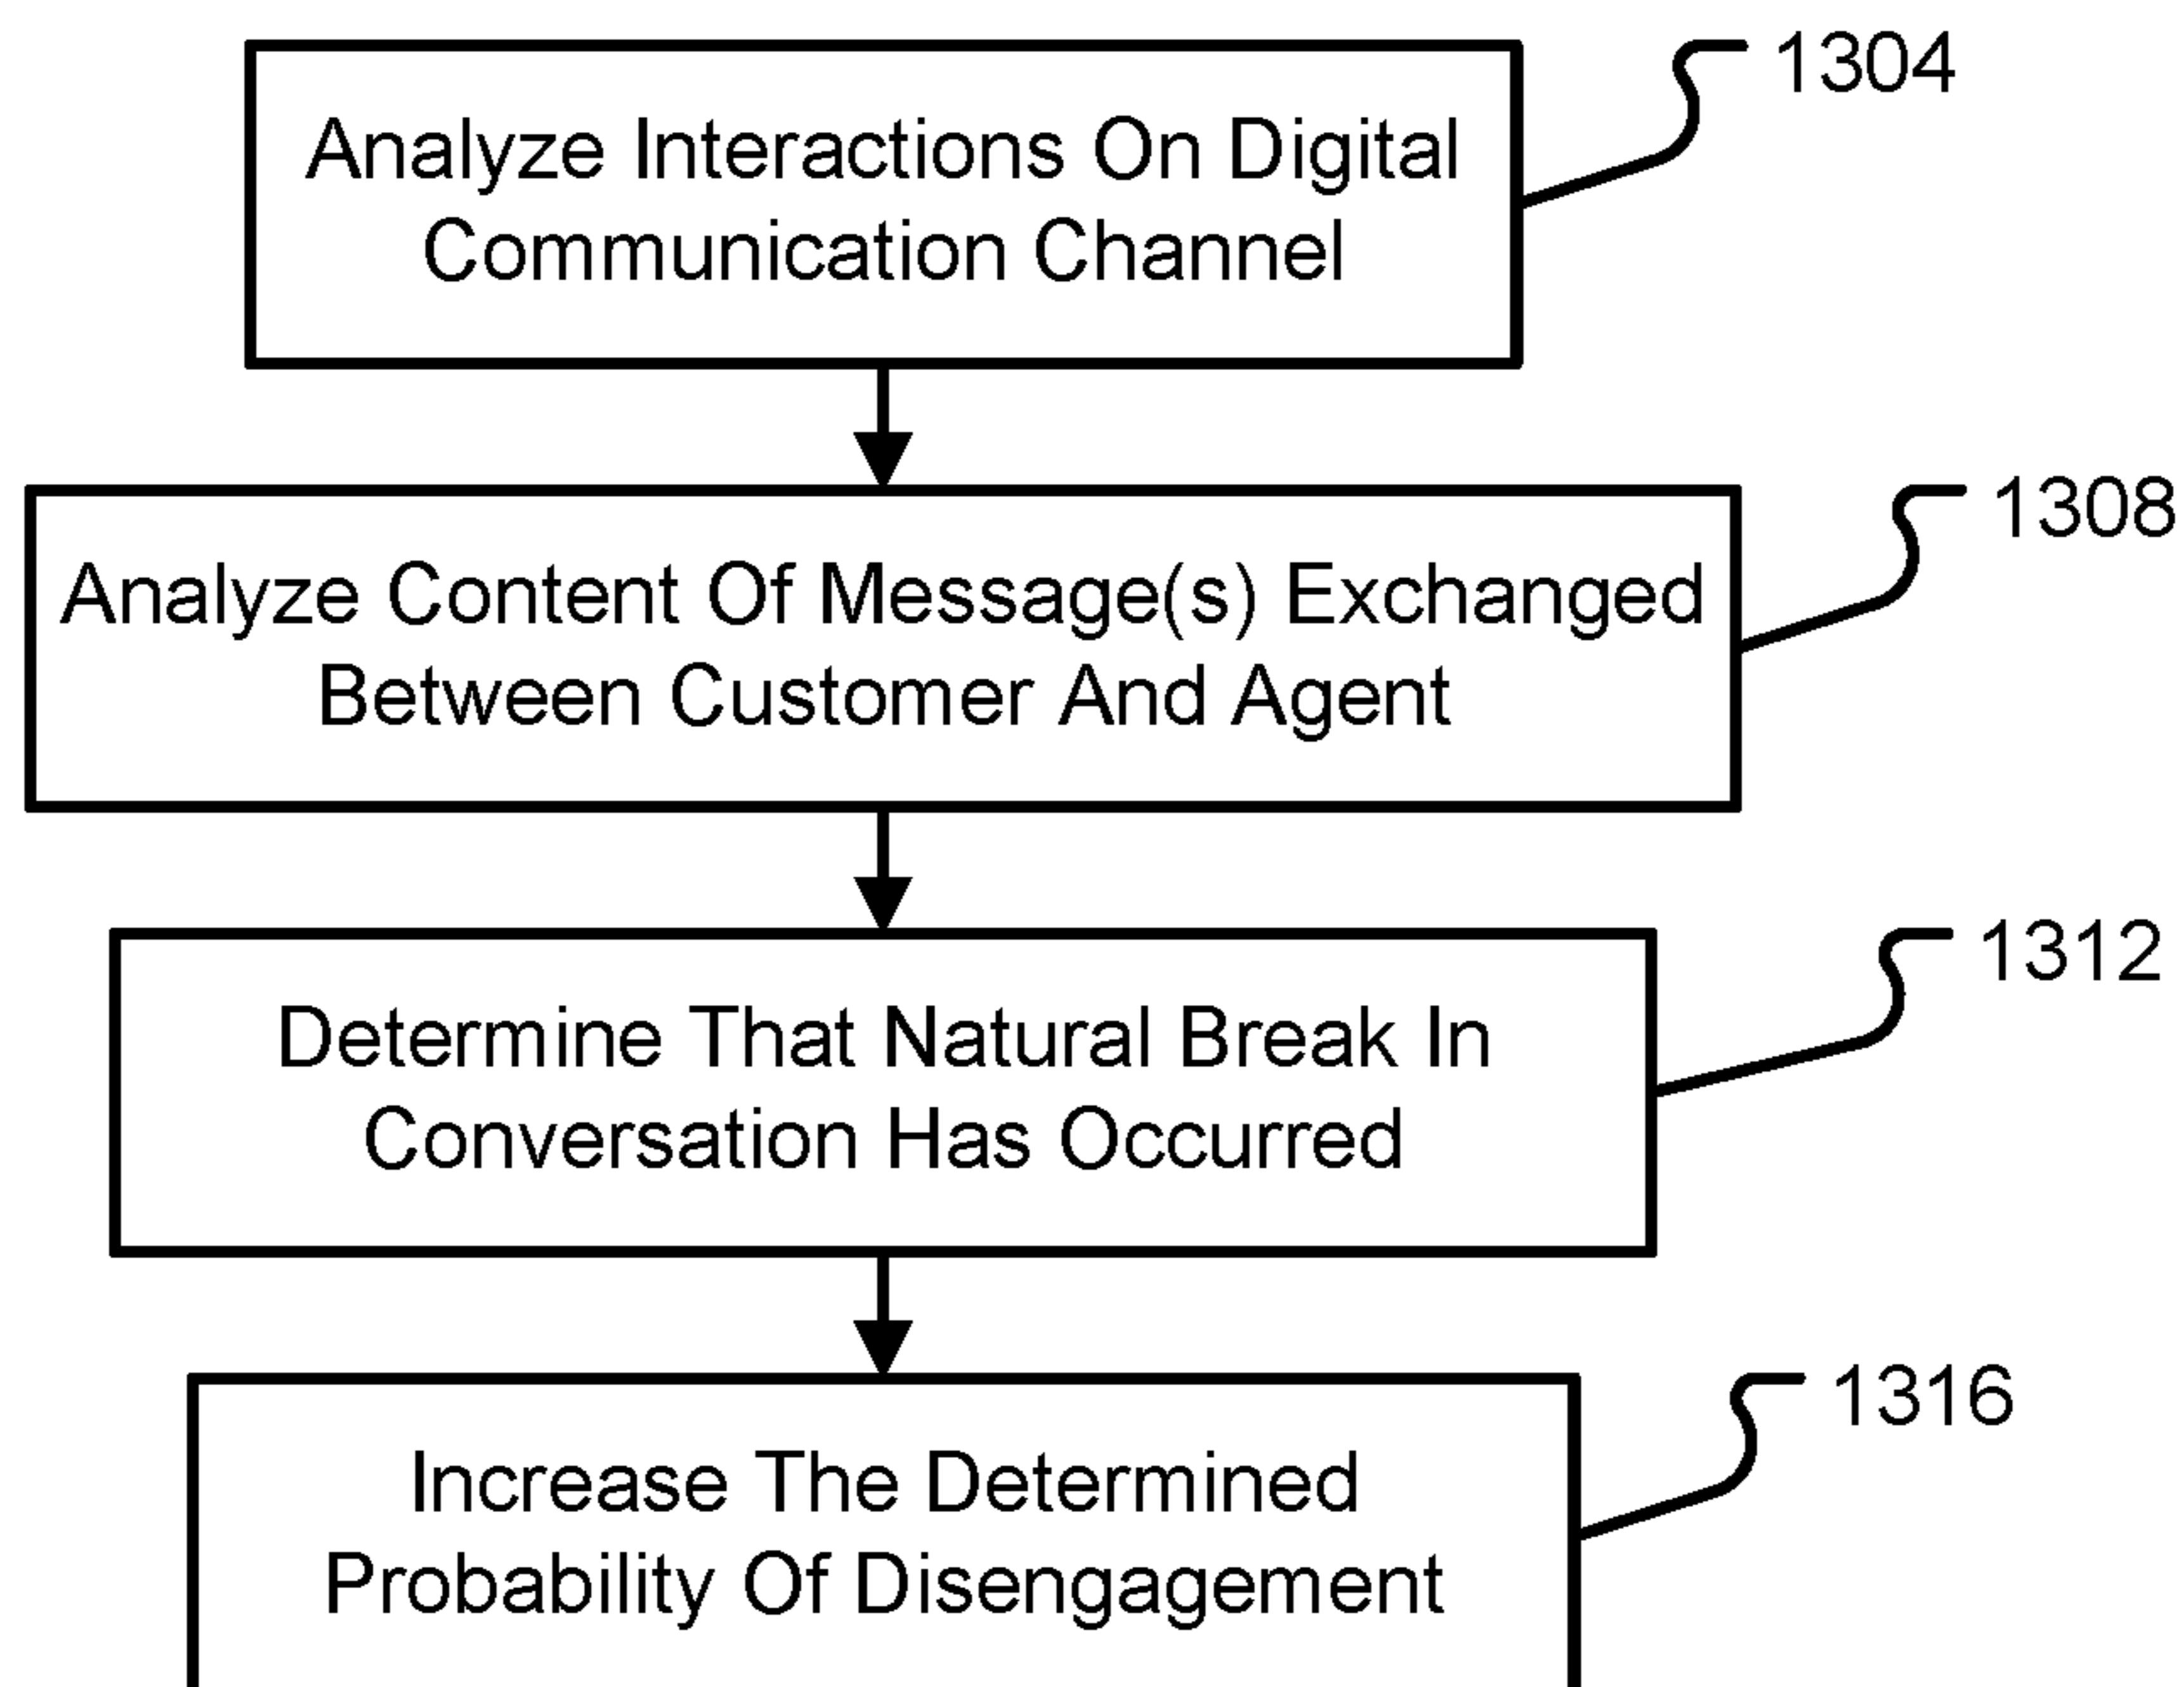 1304
Analyze Interactions On Digital
Communication Channel
1308
Analyze Content Of Message(s) Exchanged
Between Customer And Agent
1312
Determine That Natural Break In
Conversation Has Occurred
1316
Increase The Determined
Probability Of Disengagement